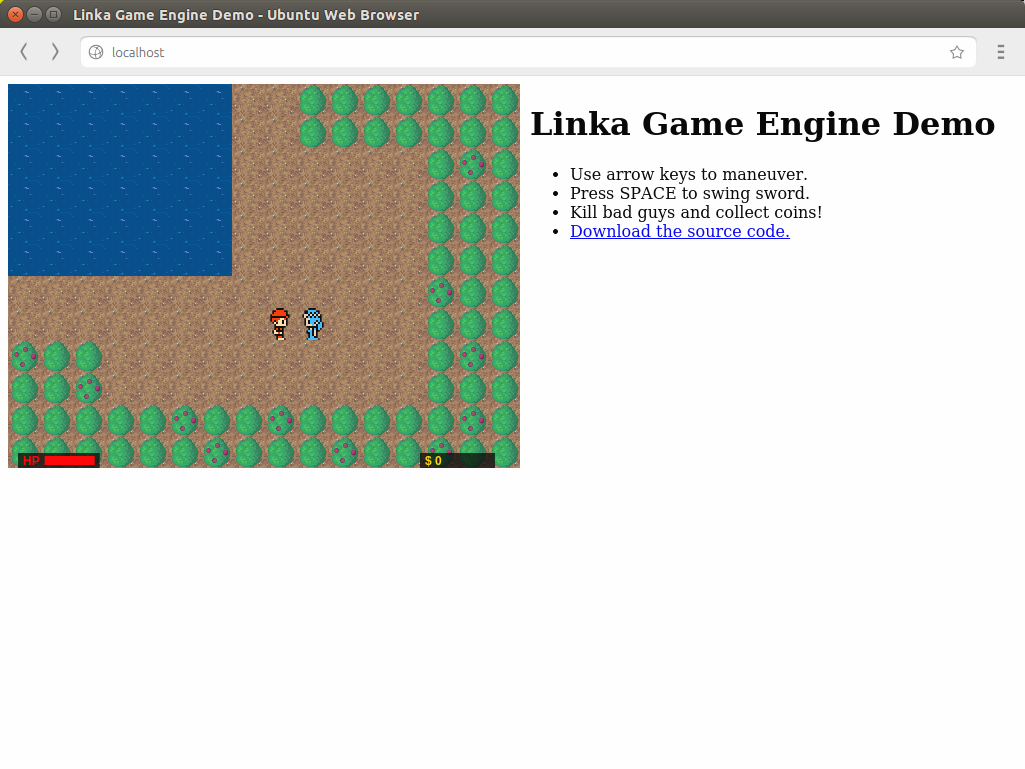 Linka Game Engine Demo - Ubuntu Web Browser
localhost
Linka Game Engine Demo
• Use arrow keys to maneuver.
• Press SPACE to swing sword.
• Kill bad guys and collect coins!
• Download the source code.
HP
$ 0